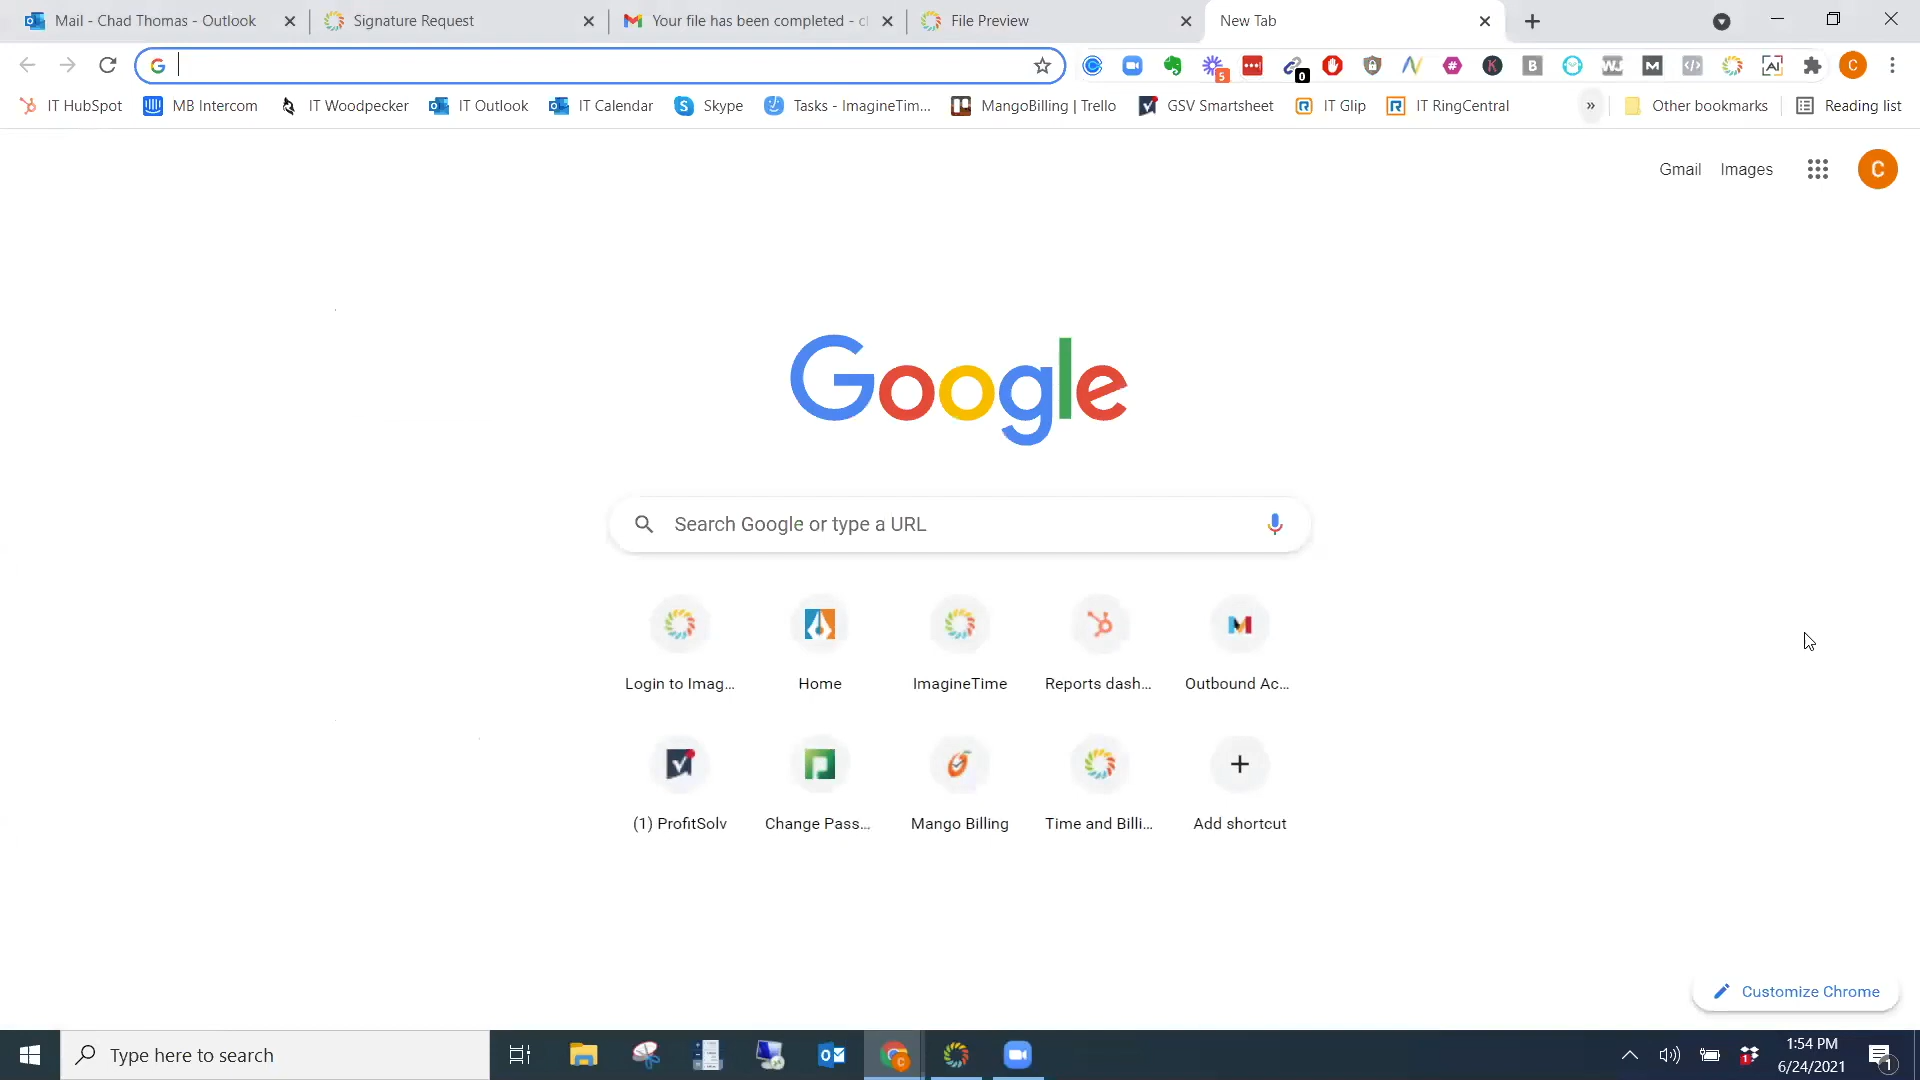 Mail - Chad Thomas - Outlook
Signature Request
Your file has been completed - c
File Preview
New Tab
5
0
C
IT HubSpot
MB Intercom
IT Woodpecker
IT Outlook
IT Calendar
Skype
Tasks - ImagineTim...
MangoBilling | Trello
GSV Smartsheet
IT Glip
IT RingCentral
»
Other bookmarks
Reading list
Gmail
Images
C
Google
Search Google or type a URL
Login to Imag...
Home
ImagineTime
Reports dash...
Outbound Ac...
(1) ProfitSolv
Change Pass...
Mango Billing
Time and Billi...
Add shortcut
Customize Chrome
Type here to search
1:54 PM
6/24/2021
1